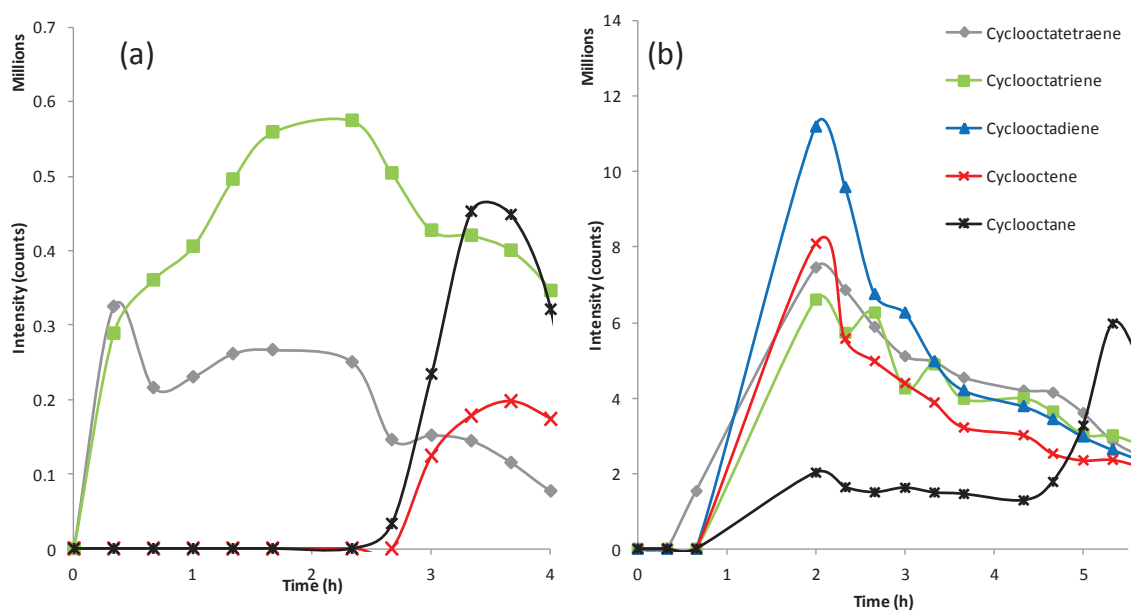 (a)
Millions
Intensity (counts)
0.7
0.6
0.5
0.4
0.3
0.2
0.1
0
0 1 2 3 4
Time (h)
(b)
Millions
Intensity (counts)
14
12
10
8
6
4
2
0
0 1 2 3 4 5
Time (h)
Cyclooctatetraene
Cyclooctatriene
Cyclooctadiene
Cyclooctene
Cyclooctane